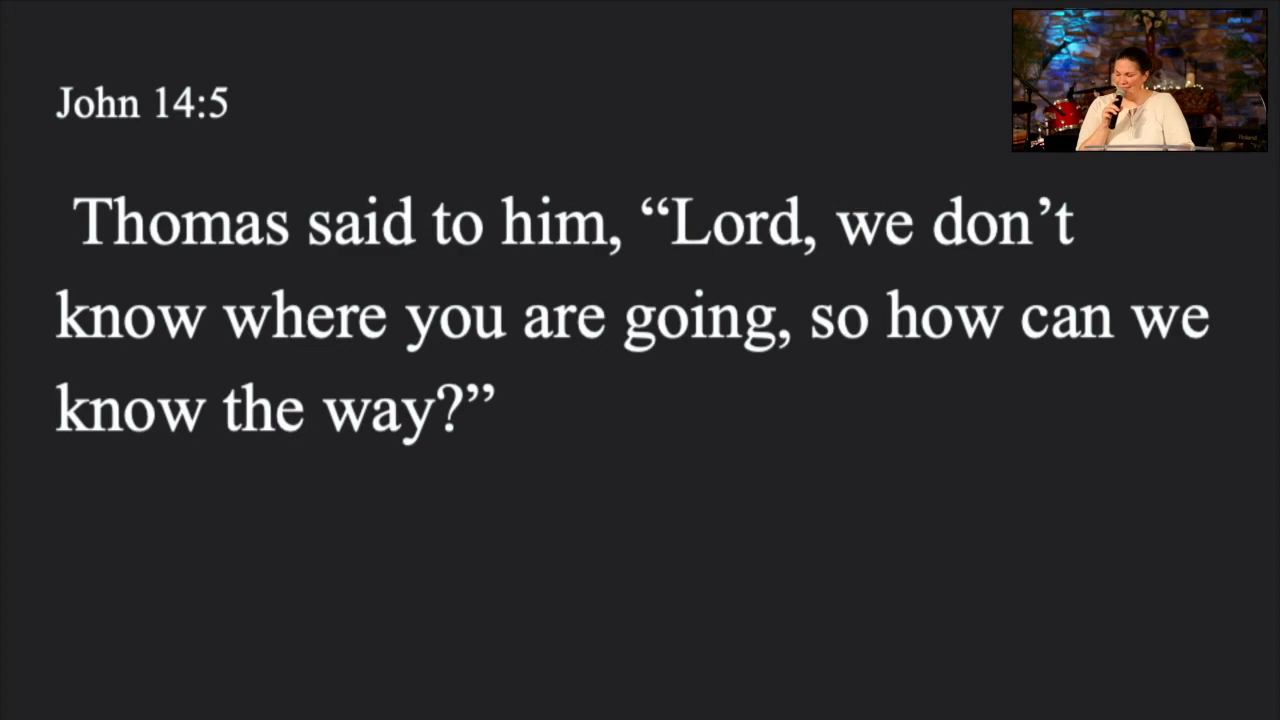 John 14:5
Thomas said to him, “Lord, we don’t
know where you are going, so how can we
know the way?”
Roland